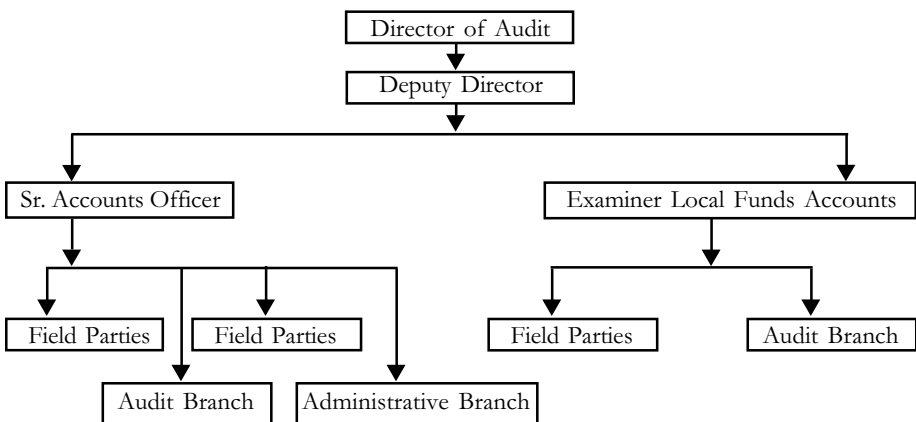 Director of Audit
Deputy Director
Sr. Accounts Officer
Examiner Local Funds Accounts
Field Parties
Field Parties
Field Parties
Audit Branch
Audit Branch
Administrative Branch